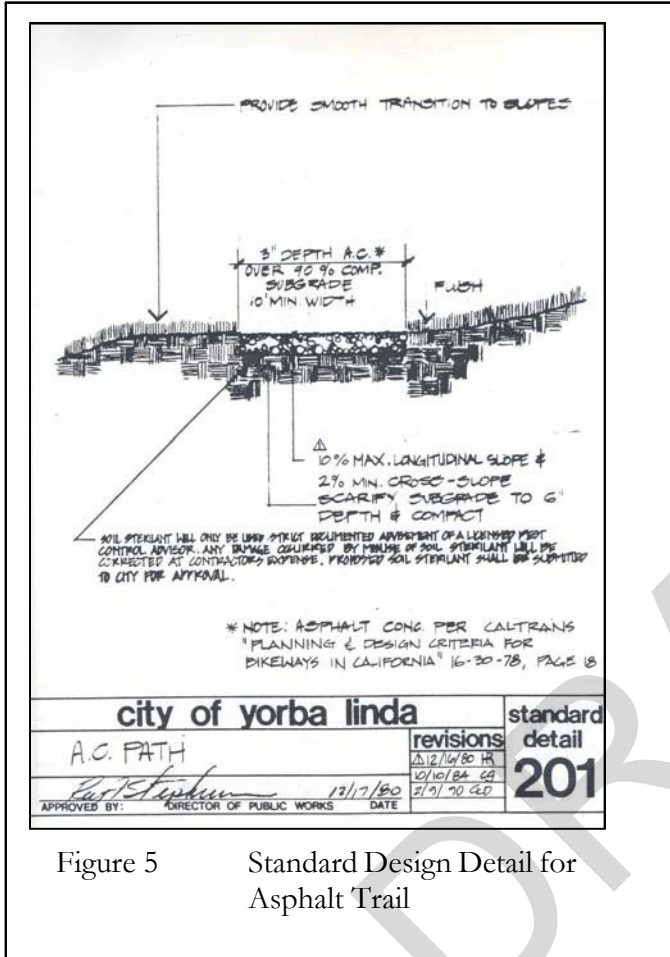 PROVIDE SMOOTH TRANSITION TO SLOPES
3" DEPTH A.C. *
OVER 90 % COMP.
SUBGRADE
10' MIN. WIDTH
FLUSH
10% MAX. LONGITUDINAL SLOPE &
2% MIN. CROSS-SLOPE
SCARIFY SUBGRADE TO 6"
DEPTH & COMPACT
SOIL STERILANT WILL ONLY BE USED STRICT DOCUMENTED ADVISEMENT OF A LICENSED PEST
CONTROL ADVISOR. ANY DAMAGE OCCURRED BY MISUSE OF SOIL STERILANT WILL BE
CORRECTED AT CONTRACTORS EXPENSE. PROPOSED SOIL STERILANT SHALL BE SUBMITTED
TO CITY FOR APPROVAL.
* NOTE: ASPHALT CONC. PER CALTRANS
"PLANNING & DESIGN CRITERIA FOR
BIKEWAYS IN CALIFORNIA" 16-30-78, PAGE 18
city of yorba linda
standard
detail
201
A.C. PATH
revisions
12/16/80 HR
10/10/84
2/9/90
12/17/80
APPROVED BY: DIRECTOR OF PUBLIC WORKS DATE
Figure 5 Standard Design Detail for
Asphalt Trail